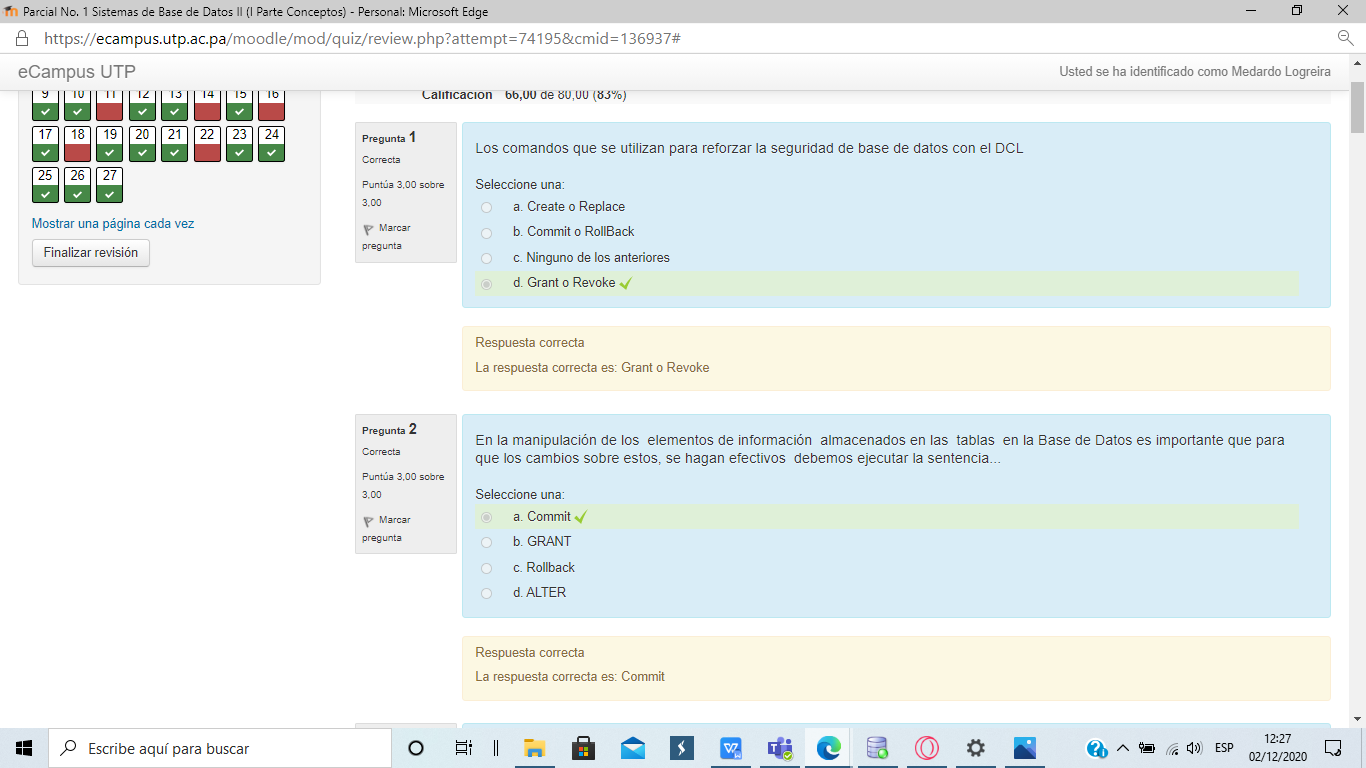 Parcial No. 1 Sistemas de Base de Datos II (I Parte Conceptos) - Personal: Microsoft Edge
https://ecampus.utp.ac.pa/moodle/mod/quiz/review.php?attempt=74195&cmid=136937#
eCampus UTP
Usted se ha identificado como Medardo Logreira
9 10 11 12 13 14 15 16
17 18 19 20 21 22 23 24
25 26 27
Mostrar una página cada vez
Finalizar revisión
Calificación 66,00 de 80,00 (83%)
Pregunta 1
Correcta
Puntúa 3,00 sobre
3,00
Marcar
pregunta
Los comandos que se utilizan para reforzar la seguridad de base de datos con el DCL
Seleccione una:
a. Create o Replace
b. Commit o RollBack
c. Ninguno de los anteriores
d. Grant o Revoke
Respuesta correcta
La respuesta correcta es: Grant o Revoke
Pregunta 2
Correcta
Puntúa 3,00 sobre
3,00
Marcar
pregunta
En la manipulación de los elementos de información almacenados en las tablas en la Base de Datos es importante que para
que los cambios sobre estos, se hagan efectivos debemos ejecutar la sentencia...
Seleccione una:
a. Commit
b. GRANT
c. Rollback
d. ALTER
Respuesta correcta
La respuesta correcta es: Commit
Escribe aquí para buscar
ESP
12:27
02/12/2020